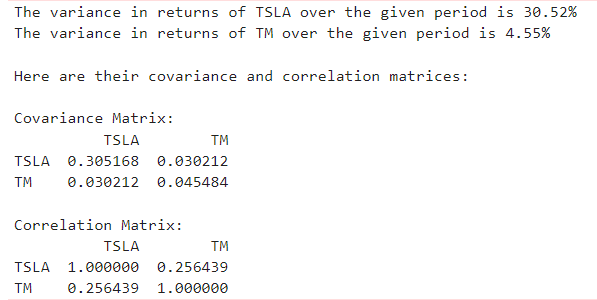 The variance in returns of TSLA over the given period is 30.52%
The variance in returns of TM over the given period is 4.55%
Here are their covariance and correlation matrices:
Covariance Matrix:
TSLA TM
TSLA 0.305168 0.030212
TM 0.030212 0.045484
Correlation Matrix:
TSLA TM
TSLA 1.000000 0.256439
TM 0.256439 1.000000